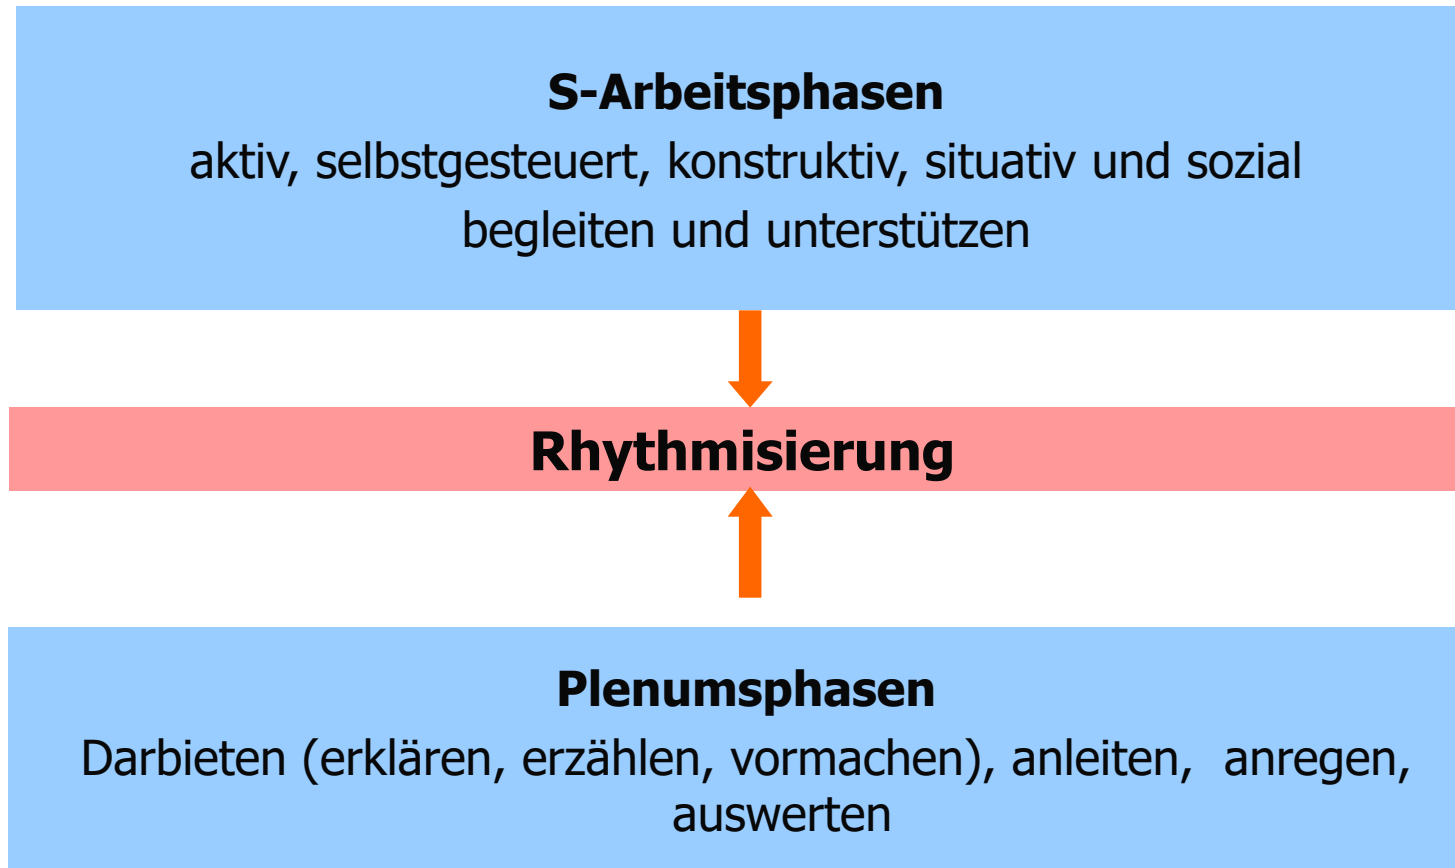 S-Arbeitsphasen
aktiv, selbstgesteuert, konstruktiv, situativ und sozial
begleiten und unterstützen
Rhythmisierung
Plenumsphasen
Darbieten (erklären, erzählen, vormachen), anleiten,  anregen,
auswerten